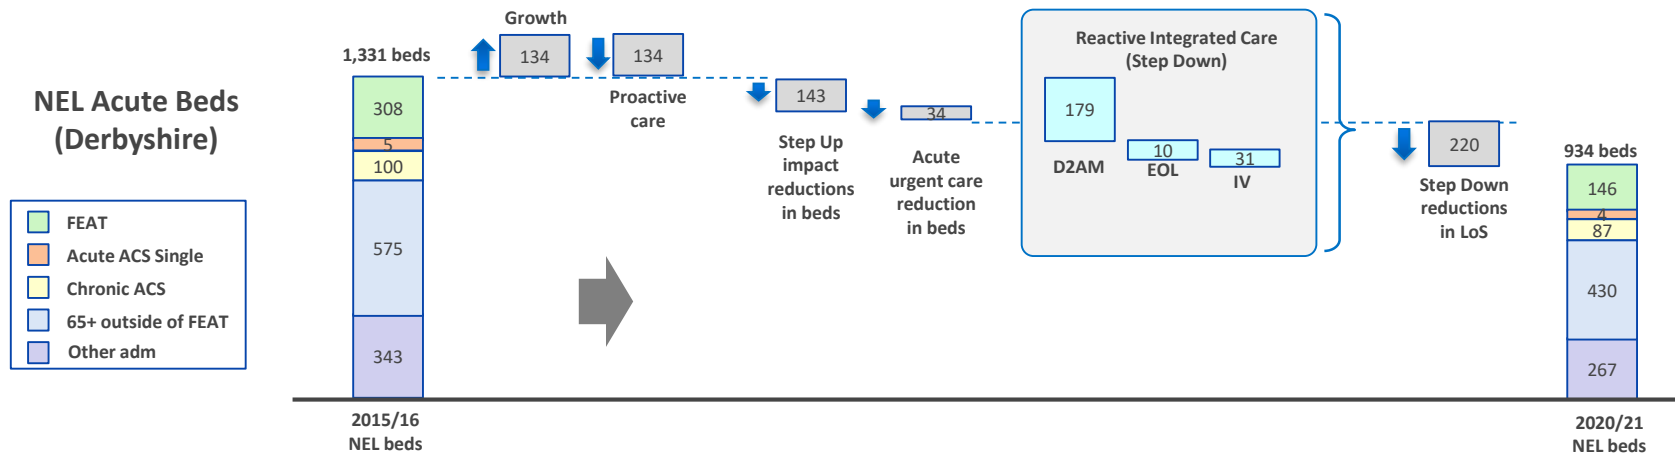 NEL Acute Beds
(Derbyshire)
FEAT
Acute ACS Single
Chronic ACS
65+ outside of FEAT
Other adm
1,331 beds
308
5
100
575
343
2015/16
NEL beds
Growth
134
134
Proactive
care
143
Step Up
impact
reductions
in beds
34
Acute
urgent care
reduction
in beds
Reactive Integrated Care
(Step Down)
179
D2AM
10
EOL
31
IV
220
Step Down
reductions
in LoS
934 beds
146
4
87
430
267
2020/21
NEL beds